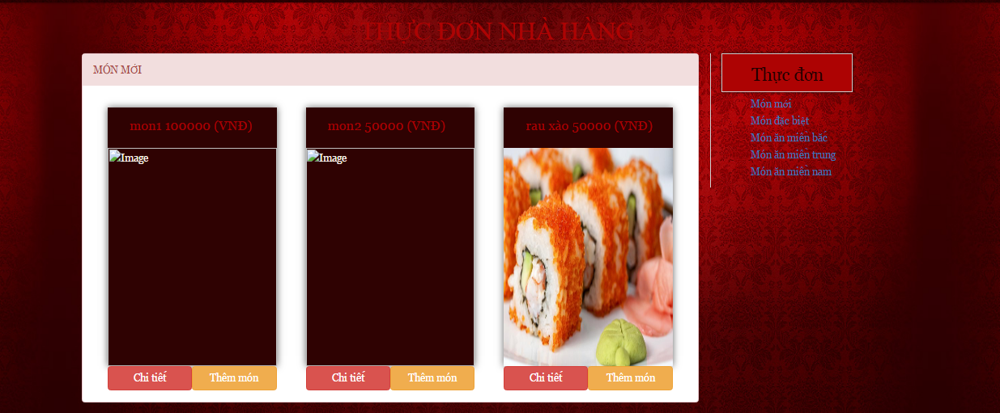 THỰC ĐƠN NHÀ HÀNG
MÓN MỚI
mon1 100000 (VNĐ)
Image
Chi tiết
Thêm món
mon2 50000 (VNĐ)
Image
Chi tiết
Thêm món
rau xào 50000 (VNĐ)
Chi tiết
Thêm món
Thực đơn
Món mới
Món đăc biệt
Món ăn miền bắc
Món ăn miền trung
Món ăn miền nam